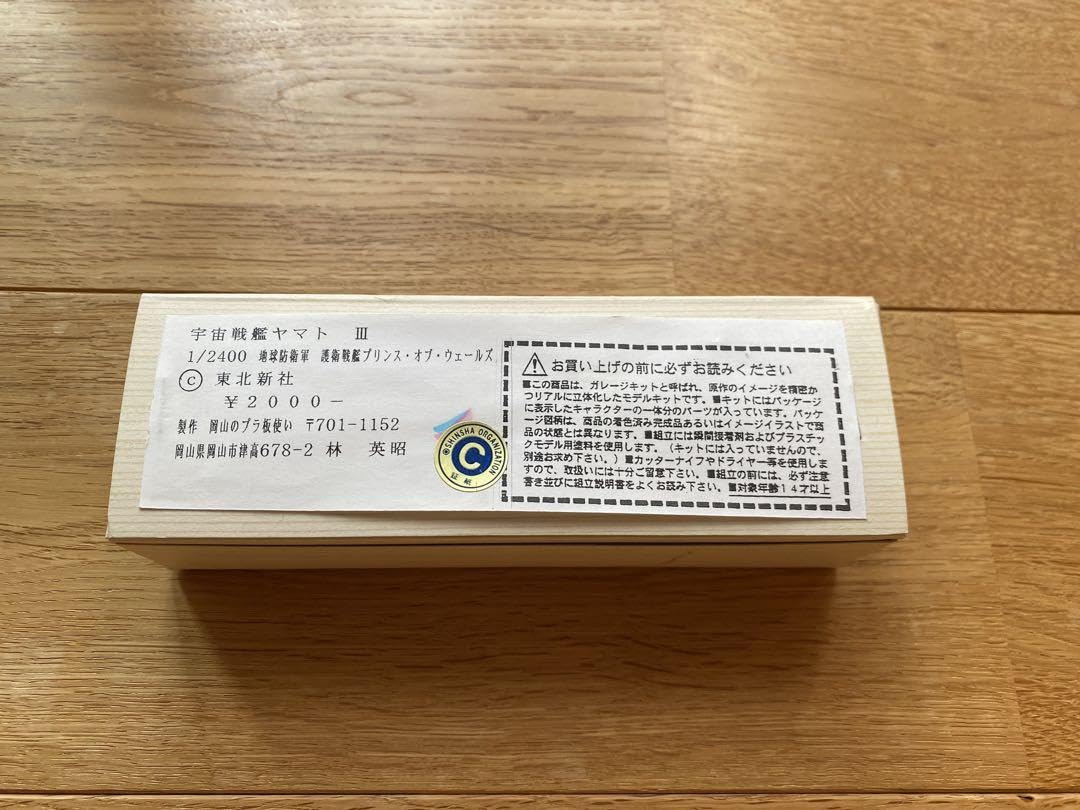 宇宙戦艦ヤマト Ⅲ
1/2400 地球防衛軍 護衛戦艦プリンス・オブ・ウェールズ
Ⓒ 東北新社
￥2000－
製作 岡山のプラ板使い 〒701-1152
岡山県岡山市津高678-2 林 英昭
©SHINSHA ORGANIZATION
C
証紙
お買い上げの前に必ずお読みください
■この商品は、ガレージキットと呼ばれ、原作のイメージを精密か
つリアルに立体化したモデルキットです。■キットにはパッケージ
に表示したキャラクターの一体分のパーツが入っています。パッケ
ージ図柄は、商品の着色済み完成品あるいはイメージイラストで商
品の状態とは異なります。■組立には瞬間接着剤およびプラスチッ
クモデル用塗料を使用します。（キットには入っていませんので、
別途お求め下さい。）■カッターナイフやドライヤー等を使用しま
すので、取扱いには十分ご留意下さい。■組立の前には、必ず注意
書き並びに組立説明書をよくお読み下さい。■対象年齢１４才以上